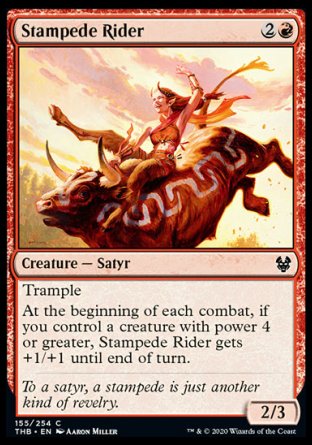 Stampede Rider 2
Creature — Satyr
Trample
At the beginning of each combat, if
you control a creature with power 4
or greater, Stampede Rider gets
+1/+1 until end of turn.
To a satyr, a stampede is just another
kind of revelry.
2/3
155/254 C
THB • EN Aaron Miller
™ & © 2020 Wizards of the Coast